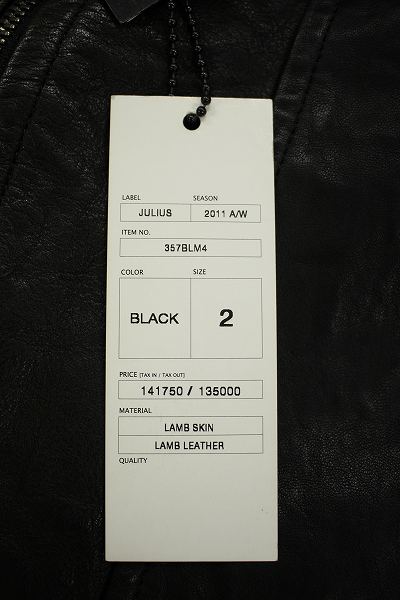 LABEL SEASON
JULIUS 2011 A/W
ITEM NO.
357BLM4
COLOR SIZE
BLACK 2
PRICE [TAX IN / TAX OUT]
141750 / 135000
MATERIAL
LAMB SKIN
LAMB LEATHER
QUALITY